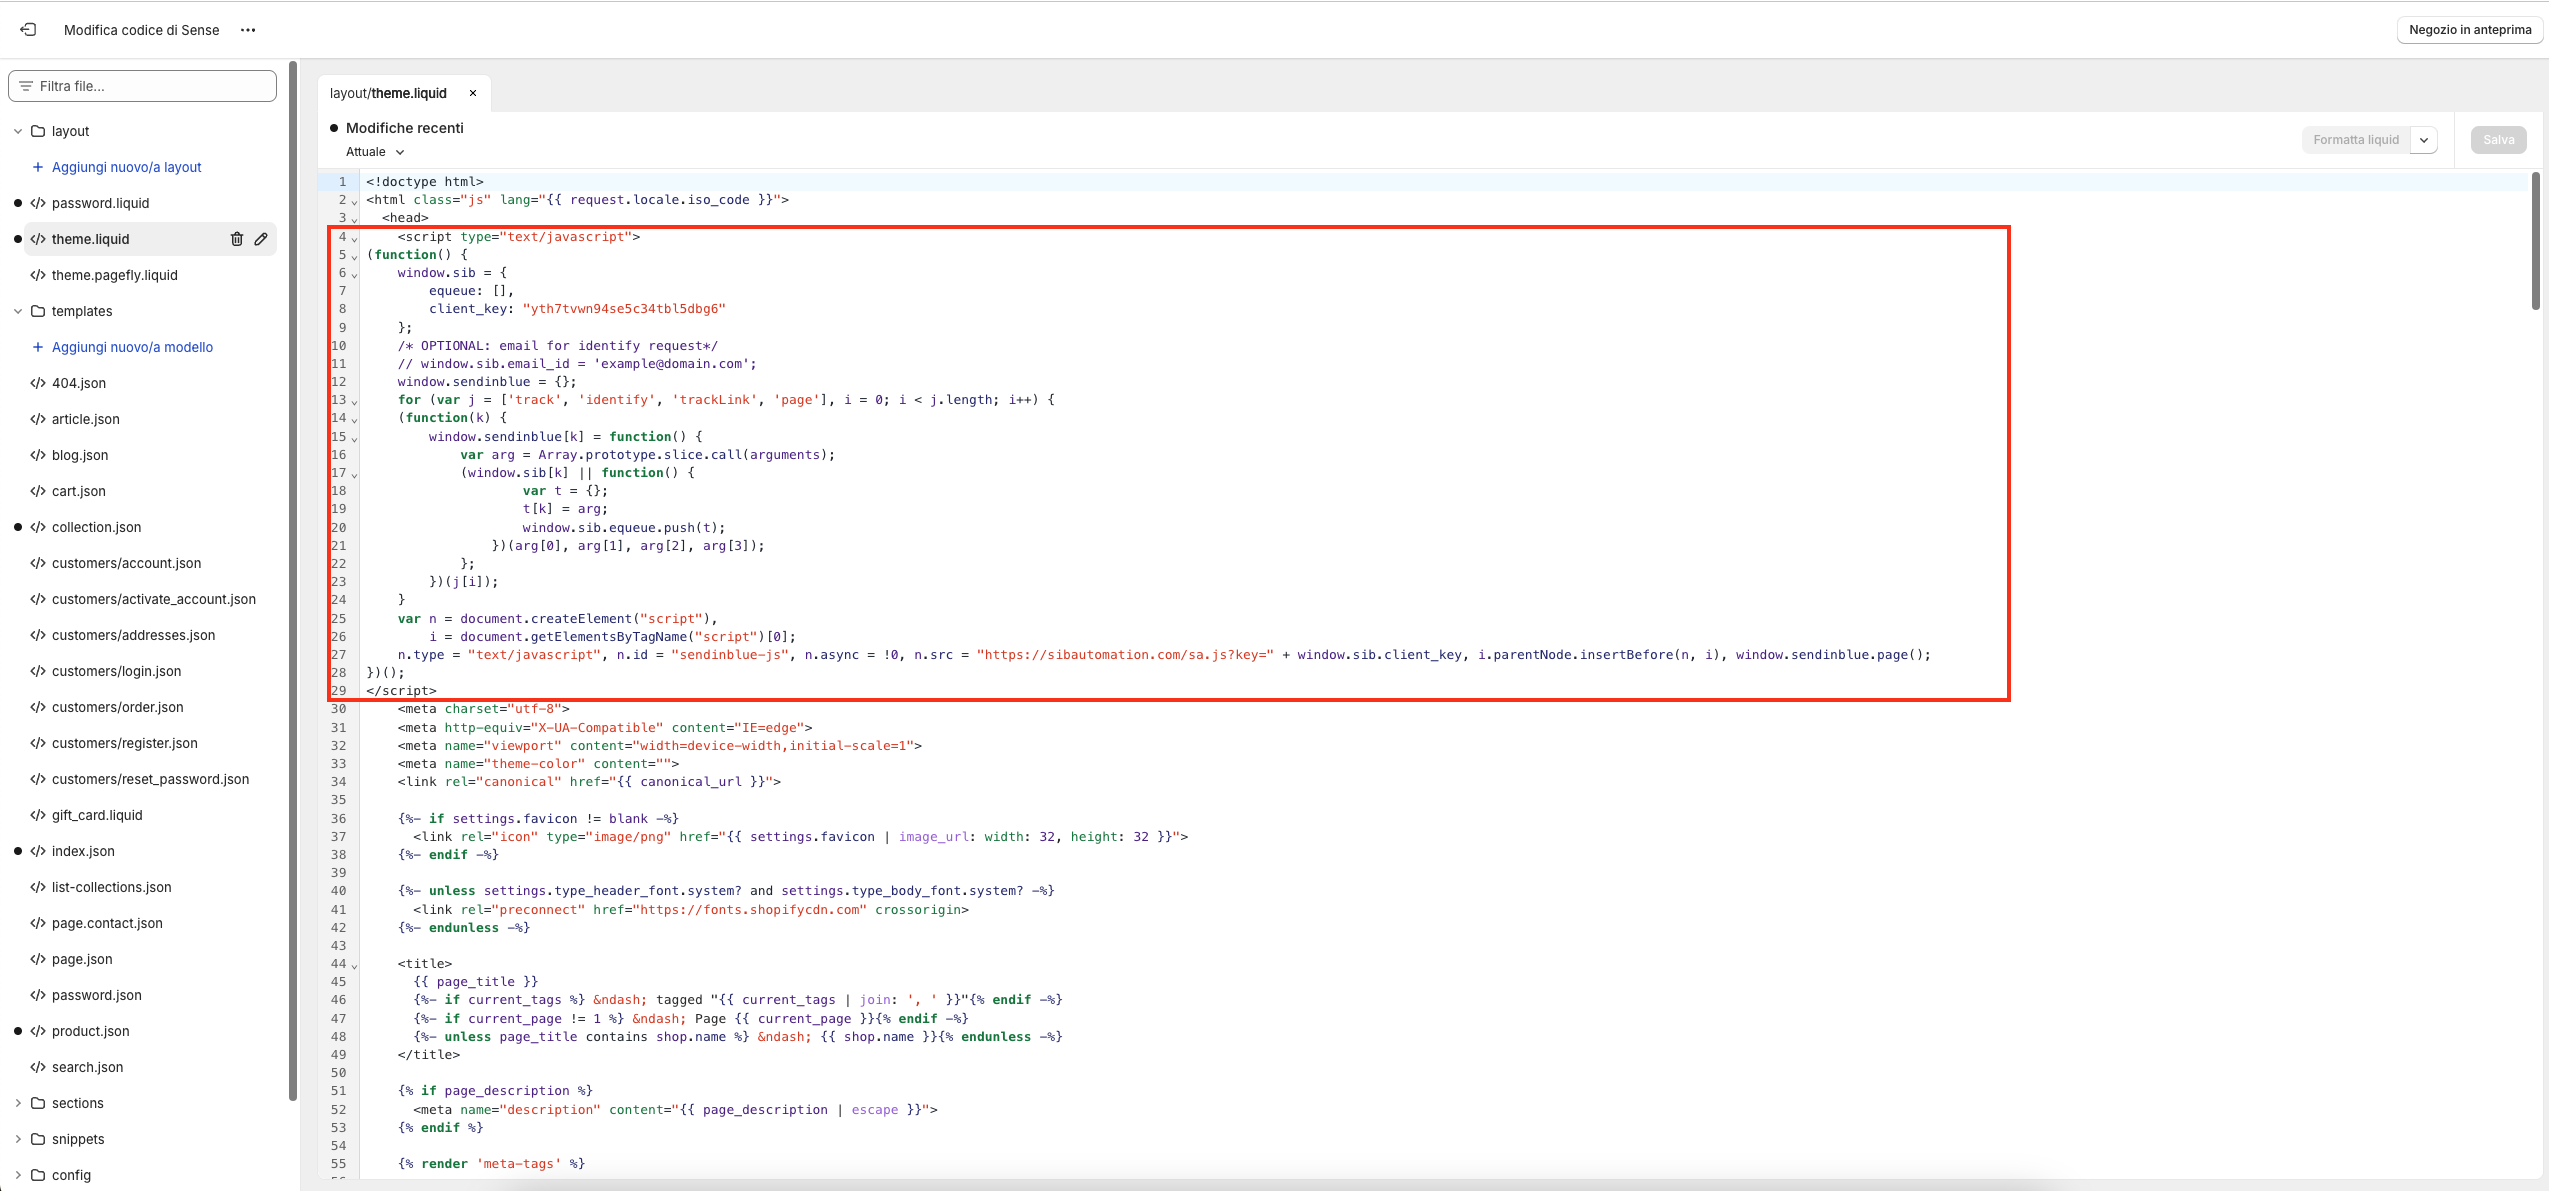 Modifica codice di Sense ...
Negozio in anteprima
Filtra file...
layout
+ Aggiungi nuovo/a layout
</> password.liquid
</> theme.liquid
</> theme.pagefly.liquid
templates
+ Aggiungi nuovo/a modello
</> 404.json
</> article.json
</> blog.json
</> cart.json
</> collection.json
</> customers/account.json
</> customers/activate_account.json
</> customers/addresses.json
</> customers/login.json
</> customers/order.json
</> customers/register.json
</> customers/reset_password.json
</> gift_card.liquid
</> index.json
</> list-collections.json
</> page.contact.json
</> page.json
</> password.json
</> product.json
</> search.json
sections
snippets
config
layout/theme.liquid ×
Modifiche recenti
Attuale
Formatta liquid
Salva
1 <!doctype html>
2 <html class="js" lang="{{ request.locale.iso_code }}">
3   <head>
4     <script type="text/javascript">
5 (function() {
6     window.sib = {
7         equeue: [],
8         client_key: "yth7tvwn94se5c34tbl5dbg6"
9     };
10     /* OPTIONAL: email for identify request*/
11     // window.sib.email_id = 'example@domain.com';
12     window.sendinblue = {};
13     for (var j = ['track', 'identify', 'trackLink', 'page'], i = 0; i < j.length; i++) {
14     (function(k) {
15         window.sendinblue[k] = function() {
16             var arg = Array.prototype.slice.call(arguments);
17             (window.sib[k] || function() {
18                     var t = {};
19                     t[k] = arg;
20                     window.sib.equeue.push(t);
21                 })(arg[0], arg[1], arg[2], arg[3]);
22             };
23         })(j[i]);
24     }
25     var n = document.createElement("script"),
26         i = document.getElementsByTagName("script")[0];
27     n.type = "text/javascript", n.id = "sendinblue-js", n.async = !0, n.src = "https://sibautomation.com/sa.js?key=" + window.sib.client_key, i.parentNode.insertBefore(n, i), window.sendinblue.page();
28 })();
29 </script>
30     <meta charset="utf-8">
31     <meta http-equiv="X-UA-Compatible" content="IE=edge">
32     <meta name="viewport" content="width=device-width,initial-scale=1">
33     <meta name="theme-color" content="">
34     <link rel="canonical" href="{{ canonical_url }}">
35
36     {%- if settings.favicon != blank -%}
37       <link rel="icon" type="image/png" href="{{ settings.favicon | image_url: width: 32, height: 32 }}">
38     {%- endif -%}
39
40     {%- unless settings.type_header_font.system? and settings.type_body_font.system? -%}
41       <link rel="preconnect" href="https://fonts.shopifycdn.com" crossorigin>
42     {%- endunless -%}
43
44     <title>
45       {{ page_title }}
46       {%- if current_tags %} &ndash; tagged "{{ current_tags | join: ', ' }}"{% endif -%}
47       {%- if current_page != 1 %} &ndash; Page {{ current_page }}{% endif -%}
48       {%- unless page_title contains shop.name %} &ndash; {{ shop.name }}{% endunless -%}
49     </title>
50
51     {% if page_description %}
52       <meta name="description" content="{{ page_description | escape }}">
53     {% endif %}
54
55     {% render 'meta-tags' %}